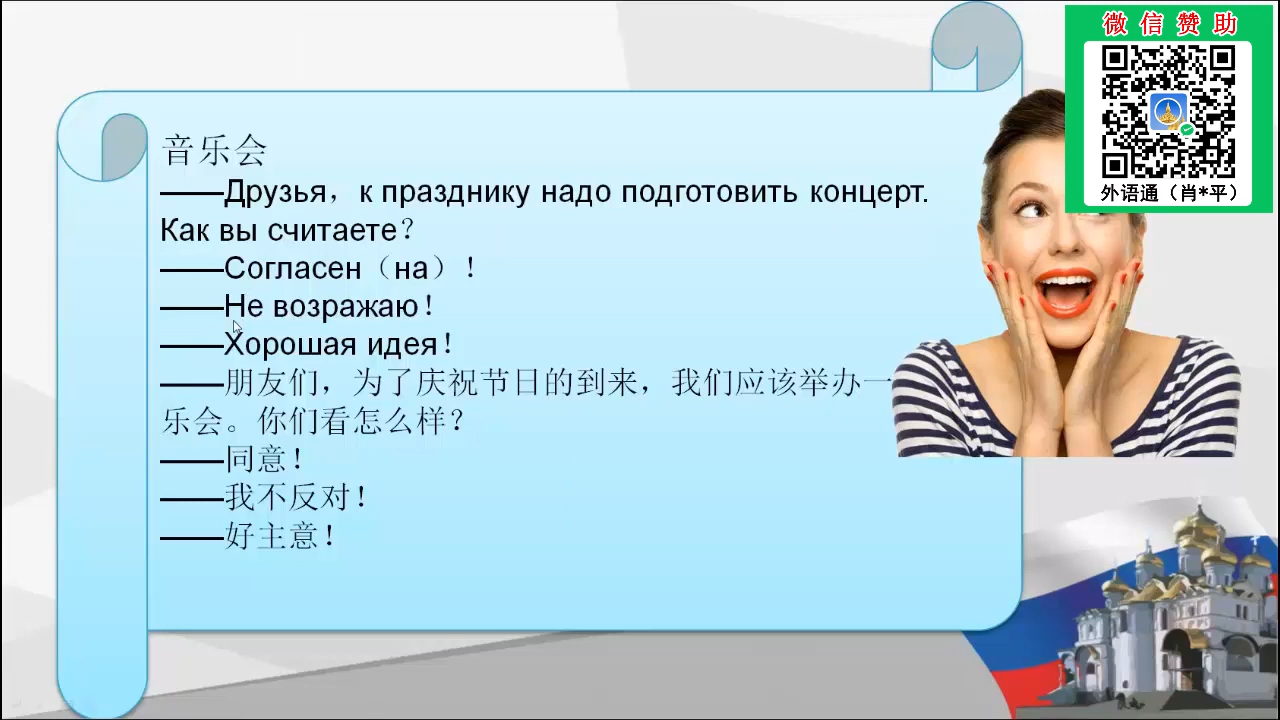 微信赞助
外语通（肖*平）
音乐会
——Друзья，к празднику надо подготовить концерт.
Как вы считаете？
——Согласен（на）！
——Не возражаю！
——Хорошая идея！
——朋友们，为了庆祝节日的到来，我们应该举办一
乐会。你们看怎么样？
——同意！
——我不反对！
——好主意！